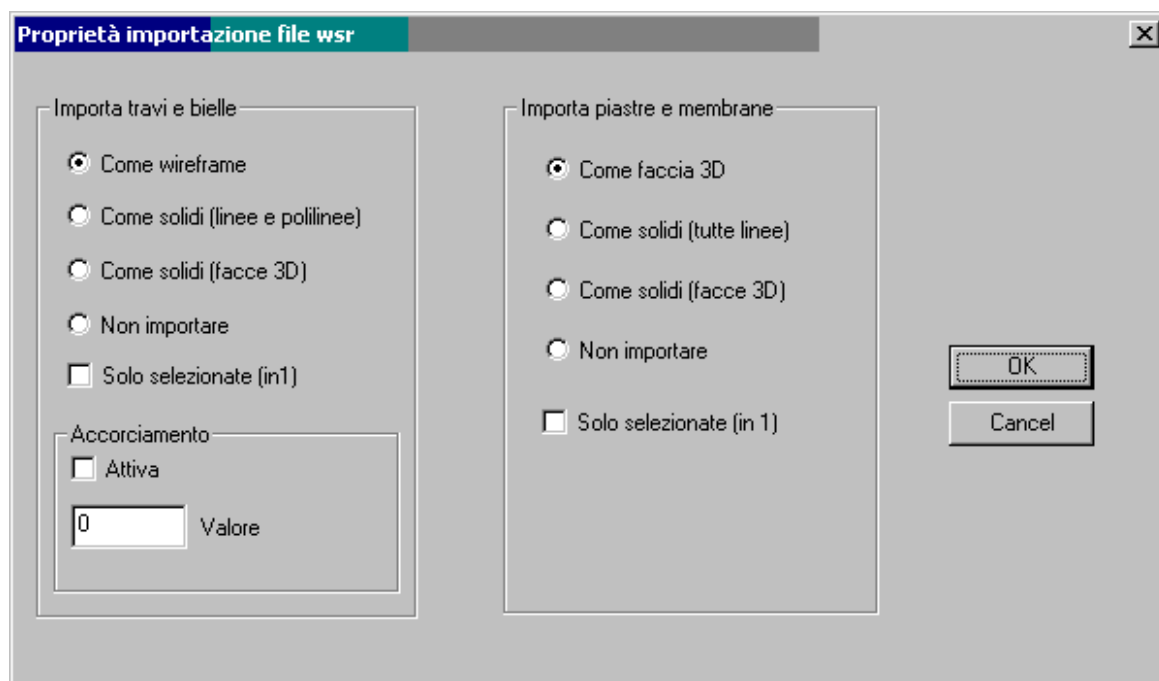 Proprietà importazione file wsr
Importa travi e bielle
Come wireframe
Come solidi (linee e polilinee)
Come solidi (facce 3D)
Non importare
Solo selezionate (in1)
Accorciamento
Attiva
0
Valore
Importa piastre e membrane
Come faccia 3D
Come solidi (tutte linee)
Come solidi (facce 3D)
Non importare
Solo selezionate (in 1)
OK
Cancel